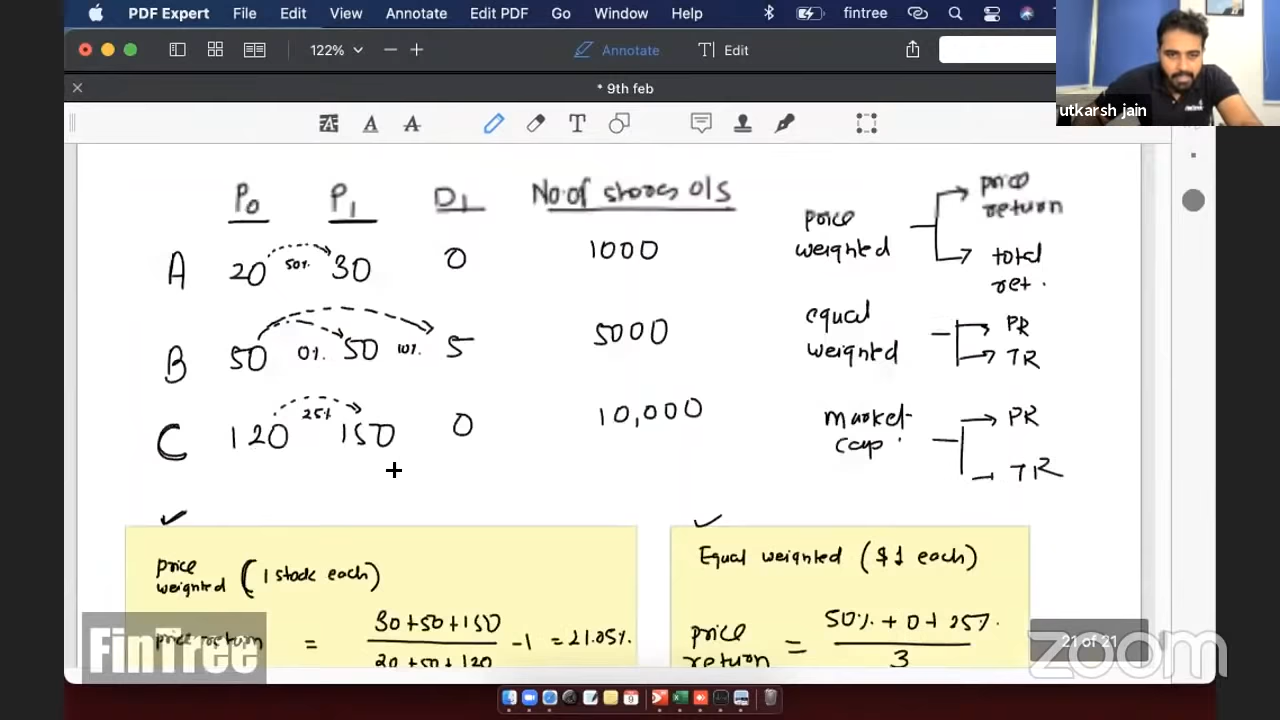 PDF Expert File Edit View Annotate Edit PDF Go Window Help fintree
122% Annotate Edit
* 9th feb
utkarsh jain
P0 P1 D1 No. of shares o/s
A 20 50% 30 0 1000
B 50 0% 50 10% 5 5000
C 120 25% 150 0 10,000
price weighted
price return
total ret.
equal weighted
PR
TR
market cap.
PR
TR
price weighted (1 stock each)
price return = 30+50+150
20+50+120
-1 = 21.05%
Equal weighted ($1 each)
price return = 50% + 0 + 25%
3
FinTree
21 of 21
zoom